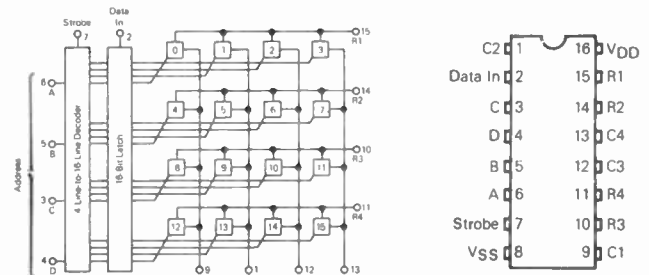 Strobe
7
Data
In
2
15
R1
0
1
2
3
6
A
14
R2
4
5
6
7
5
B
Address
4 Line-to-16 Line Decoder
16-Bit Latch
10
R3
8
9
10
11
3
C
11
R4
12
13
14
15
4
D
9
1
12
13
C2 1 16 VDD
Data In 2 15 R1
C 3 14 R2
D 4 13 C4
B 5 12 C3
A 6 11 R4
Strobe 7 10 R3
VSS 8 9 C1